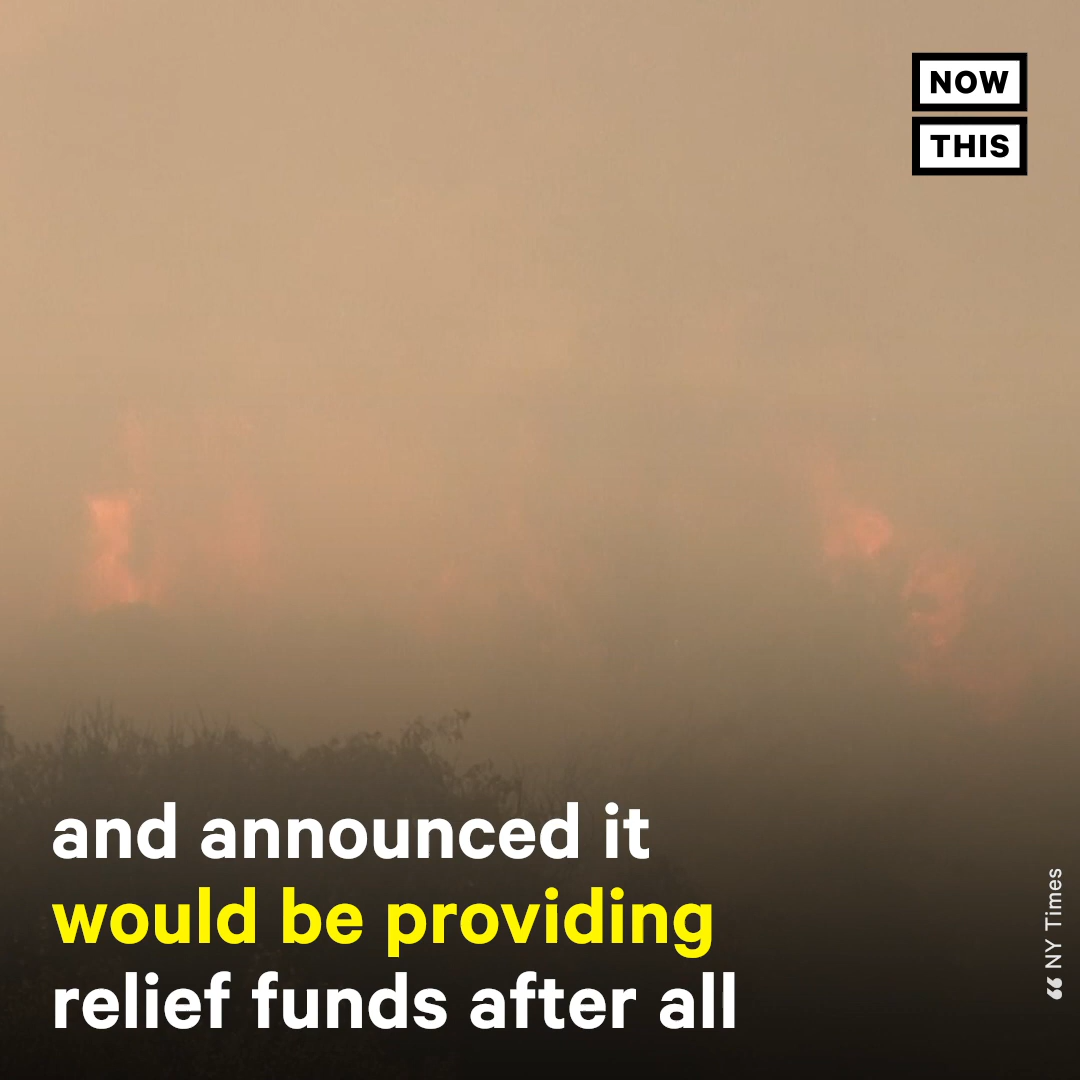 NOW
THIS
and announced it
would be providing
relief funds after all
NY Times